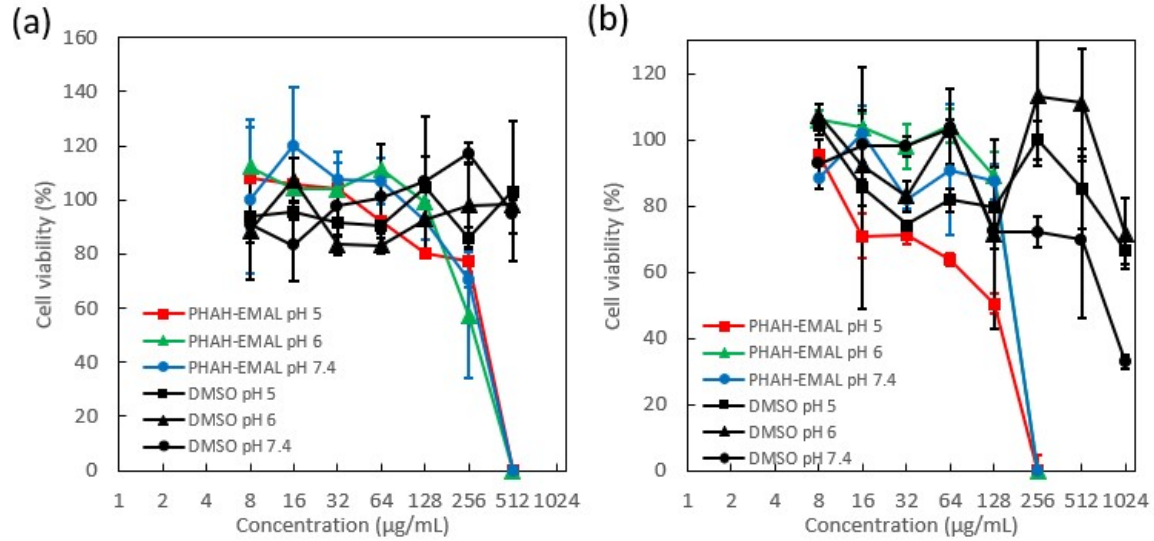 (a)
160
140
120
100
80
60
40
20
0
Cell viability (%)
PHAH-EMAL pH 5
PHAH-EMAL pH 6
PHAH-EMAL pH 7.4
DMSO pH 5
DMSO pH 6
DMSO pH 7.4
1 2 4 8 16 32 64 128 256 512 1024
Concentration (µg/mL)
(b)
120
100
80
60
40
20
0
Cell viability (%)
PHAH-EMAL pH 5
PHAH-EMAL pH 6
PHAH-EMAL pH 7.4
DMSO pH 5
DMSO pH 6
DMSO pH 7.4
1 2 4 8 16 32 64 128 256 512 1024
Concentration (µg/mL)